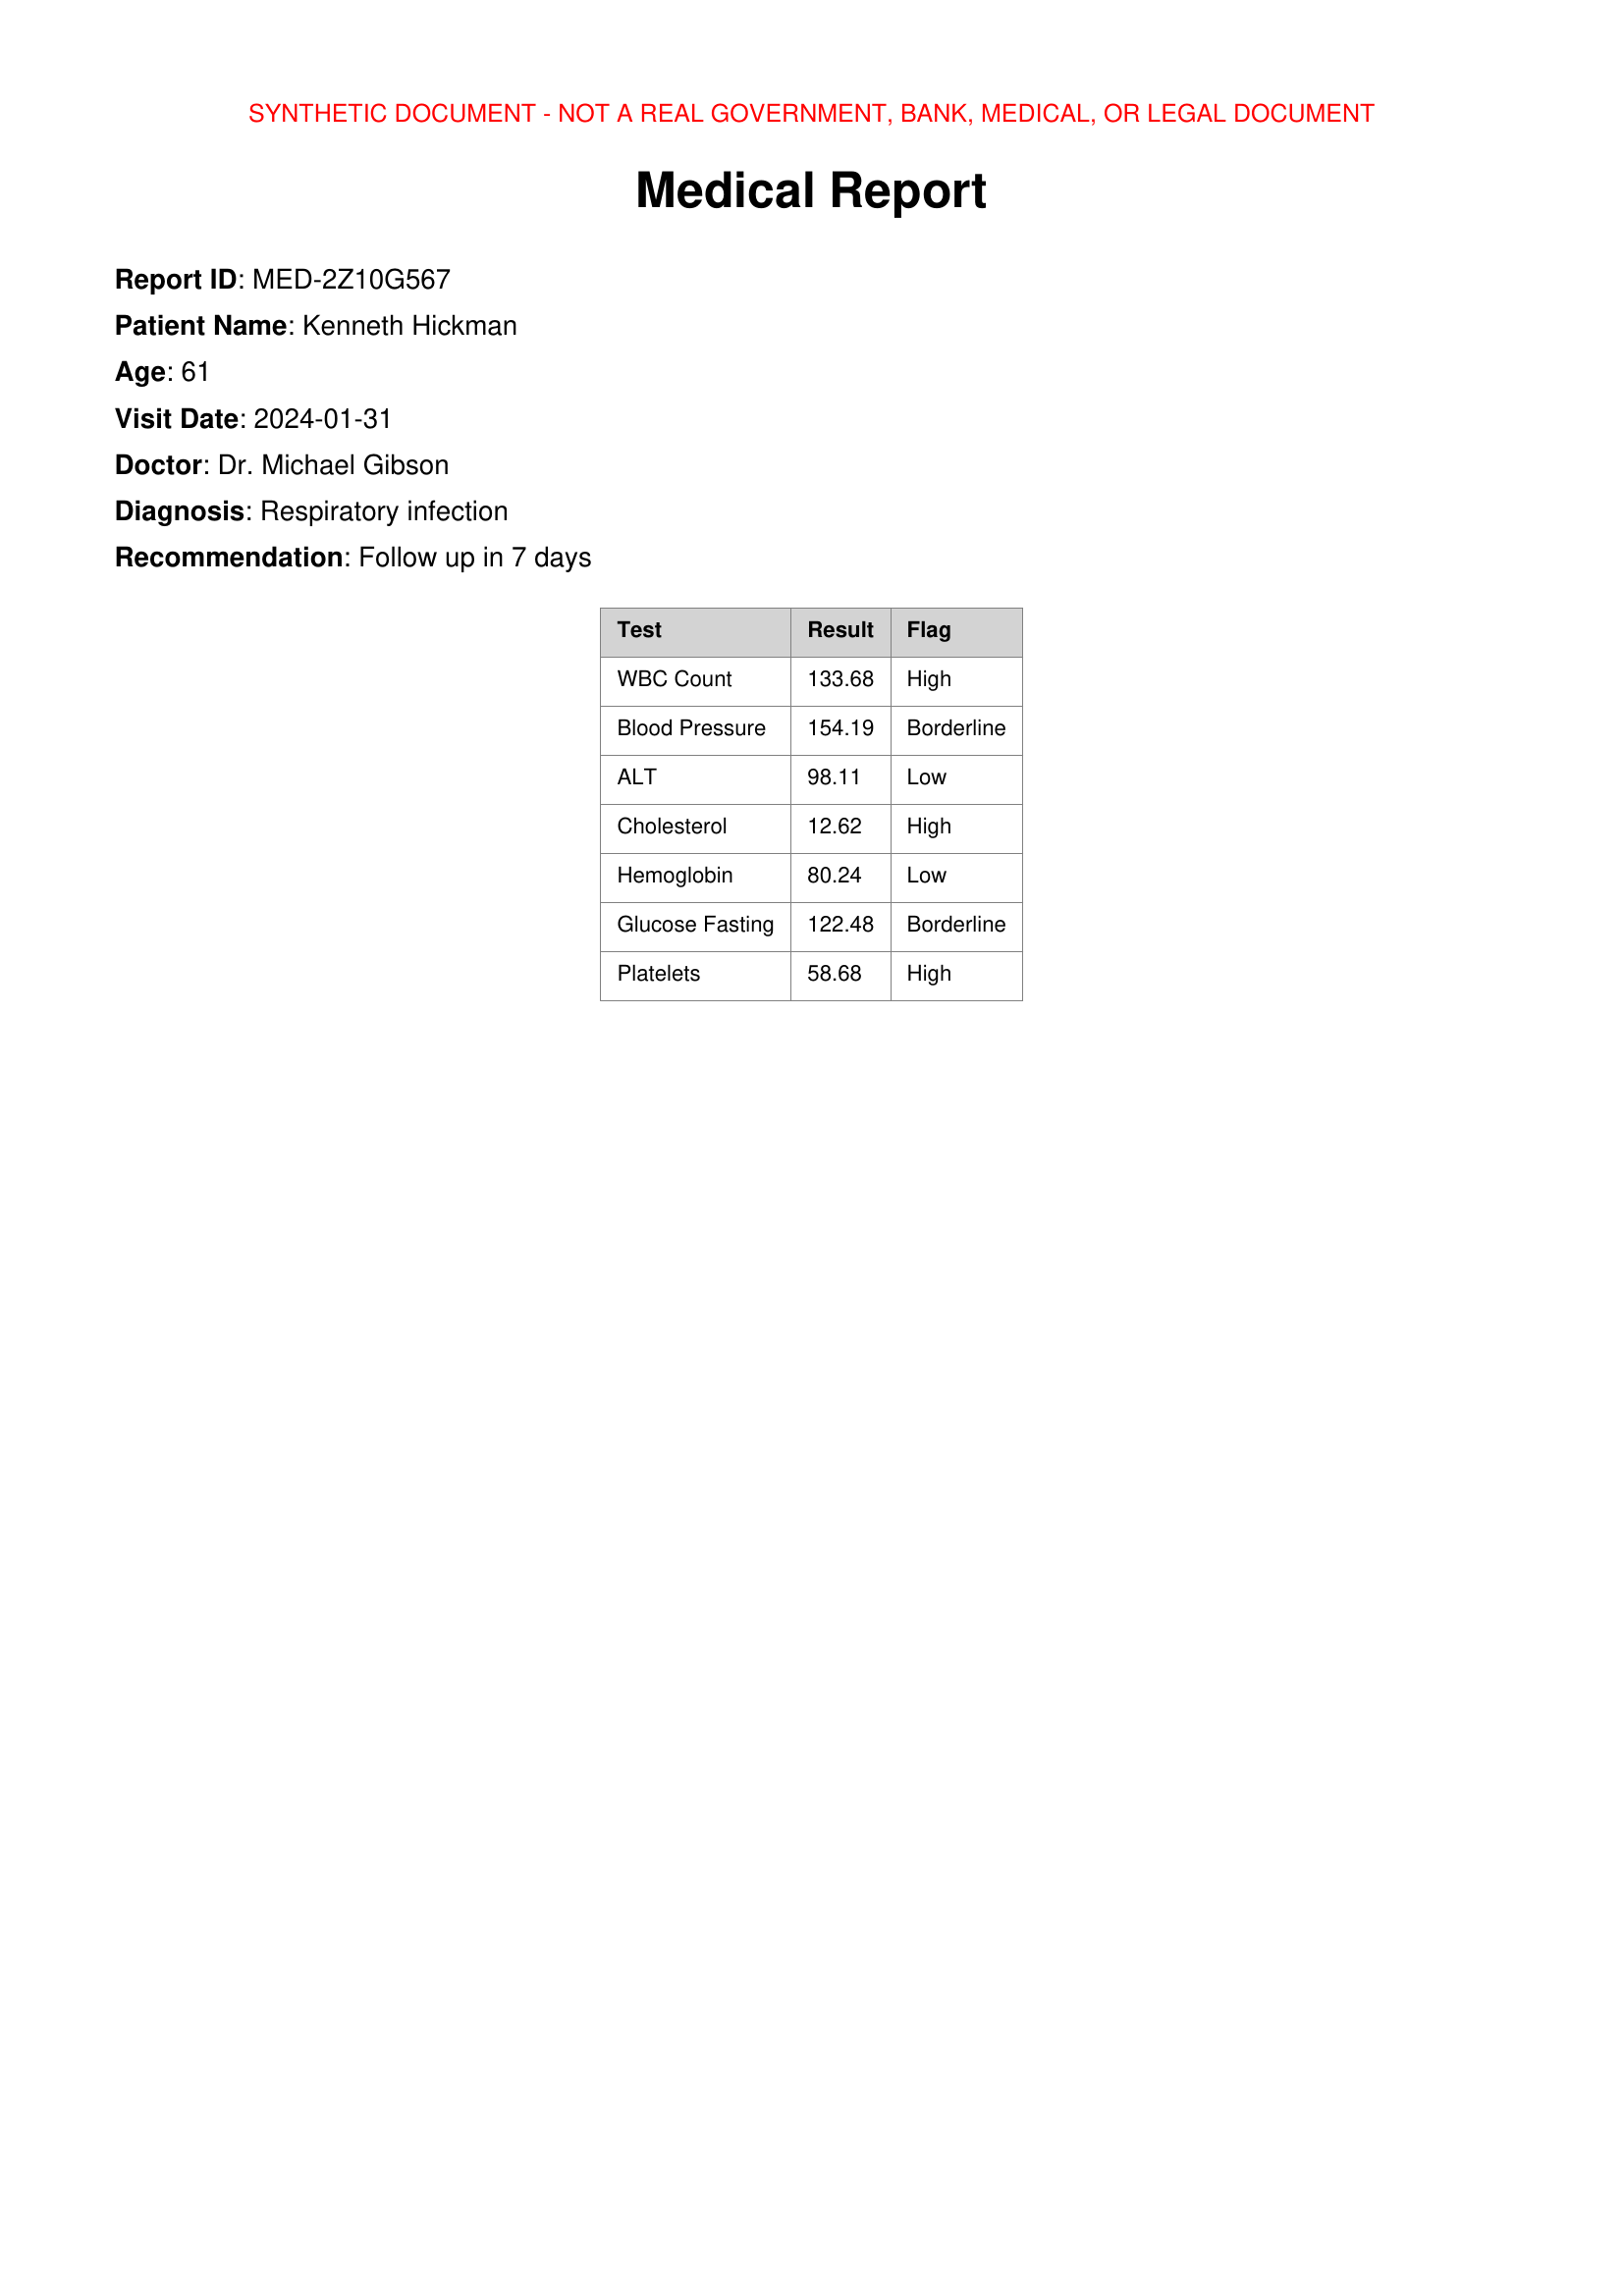 SYNTHETIC DOCUMENT - NOT A REAL GOVERNMENT, BANK, MEDICAL, OR LEGAL DOCUMENT
Medical Report
Report ID: MED-2Z10G567
Patient Name: Kenneth Hickman
Age: 61
Visit Date: 2024-01-31
Doctor: Dr. Michael Gibson
Diagnosis: Respiratory infection
Recommendation: Follow up in 7 days
Test Result Flag
WBC Count 133.68 High
Blood Pressure 154.19 Borderline
ALT 98.11 Low
Cholesterol 12.62 High
Hemoglobin 80.24 Low
Glucose Fasting 122.48 Borderline
Platelets 58.68 High